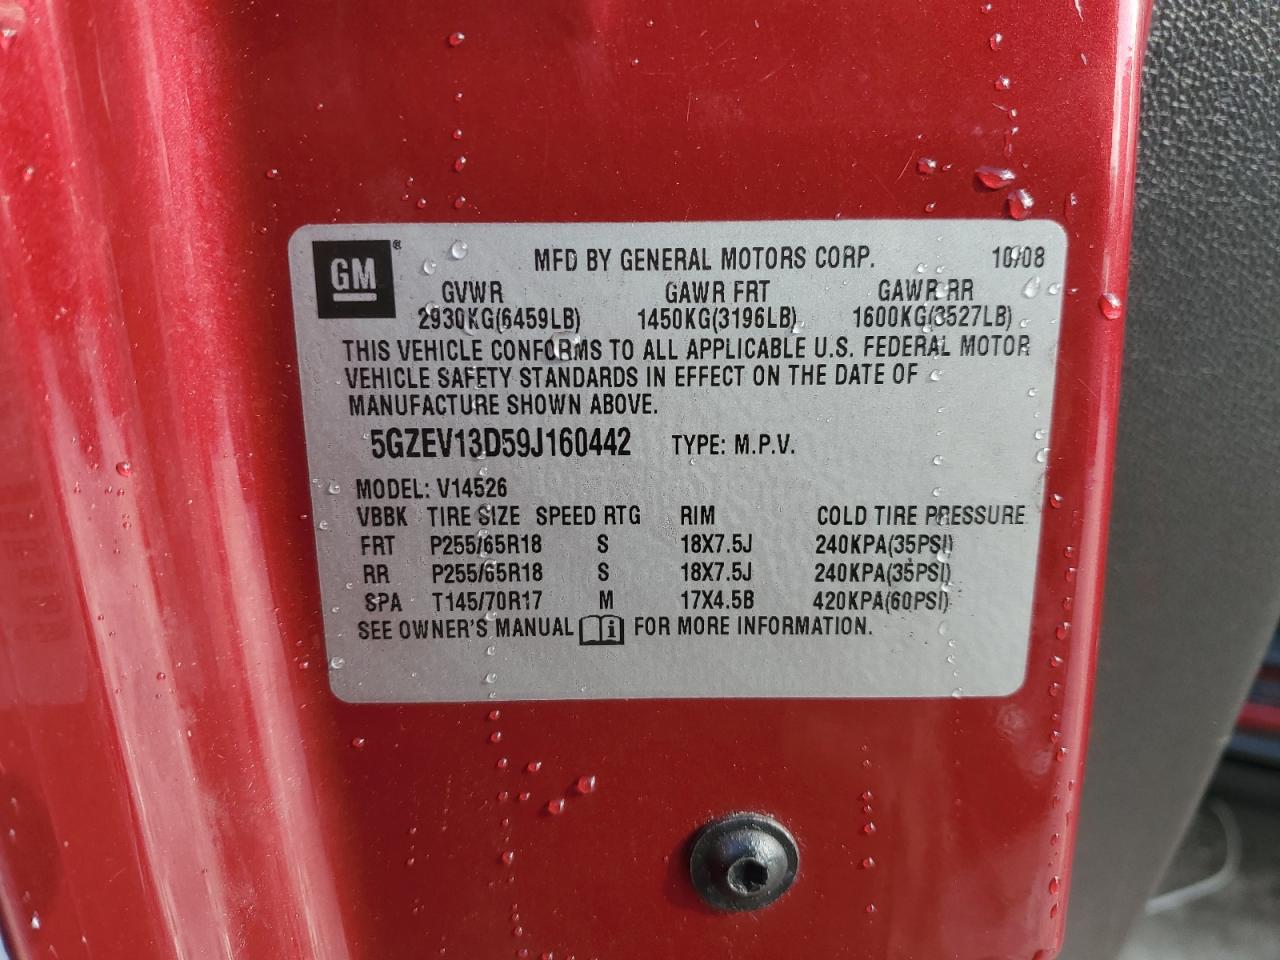 GM ® MFD BY GENERAL MOTORS CORP. 10/08
GVWR GAWR FRT GAWR RR
2930KG(6459LB) 1450KG(3196LB) 1600KG(3527LB)
THIS VEHICLE CONFORMS TO ALL APPLICABLE U.S. FEDERAL MOTOR
VEHICLE SAFETY STANDARDS IN EFFECT ON THE DATE OF
MANUFACTURE SHOWN ABOVE.
5GZEV13D59J160442 TYPE: M.P.V.
MODEL: V14526
VBBK TIRE SIZE SPEED RTG RIM COLD TIRE PRESSURE
FRT P255/65R18 S 18X7.5J 240KPA(35PSI)
RR P255/65R18 S 18X7.5J 240KPA(35PSI)
SPA T145/70R17 M 17X4.5B 420KPA(60PSI)
SEE OWNER'S MANUAL i FOR MORE INFORMATION.